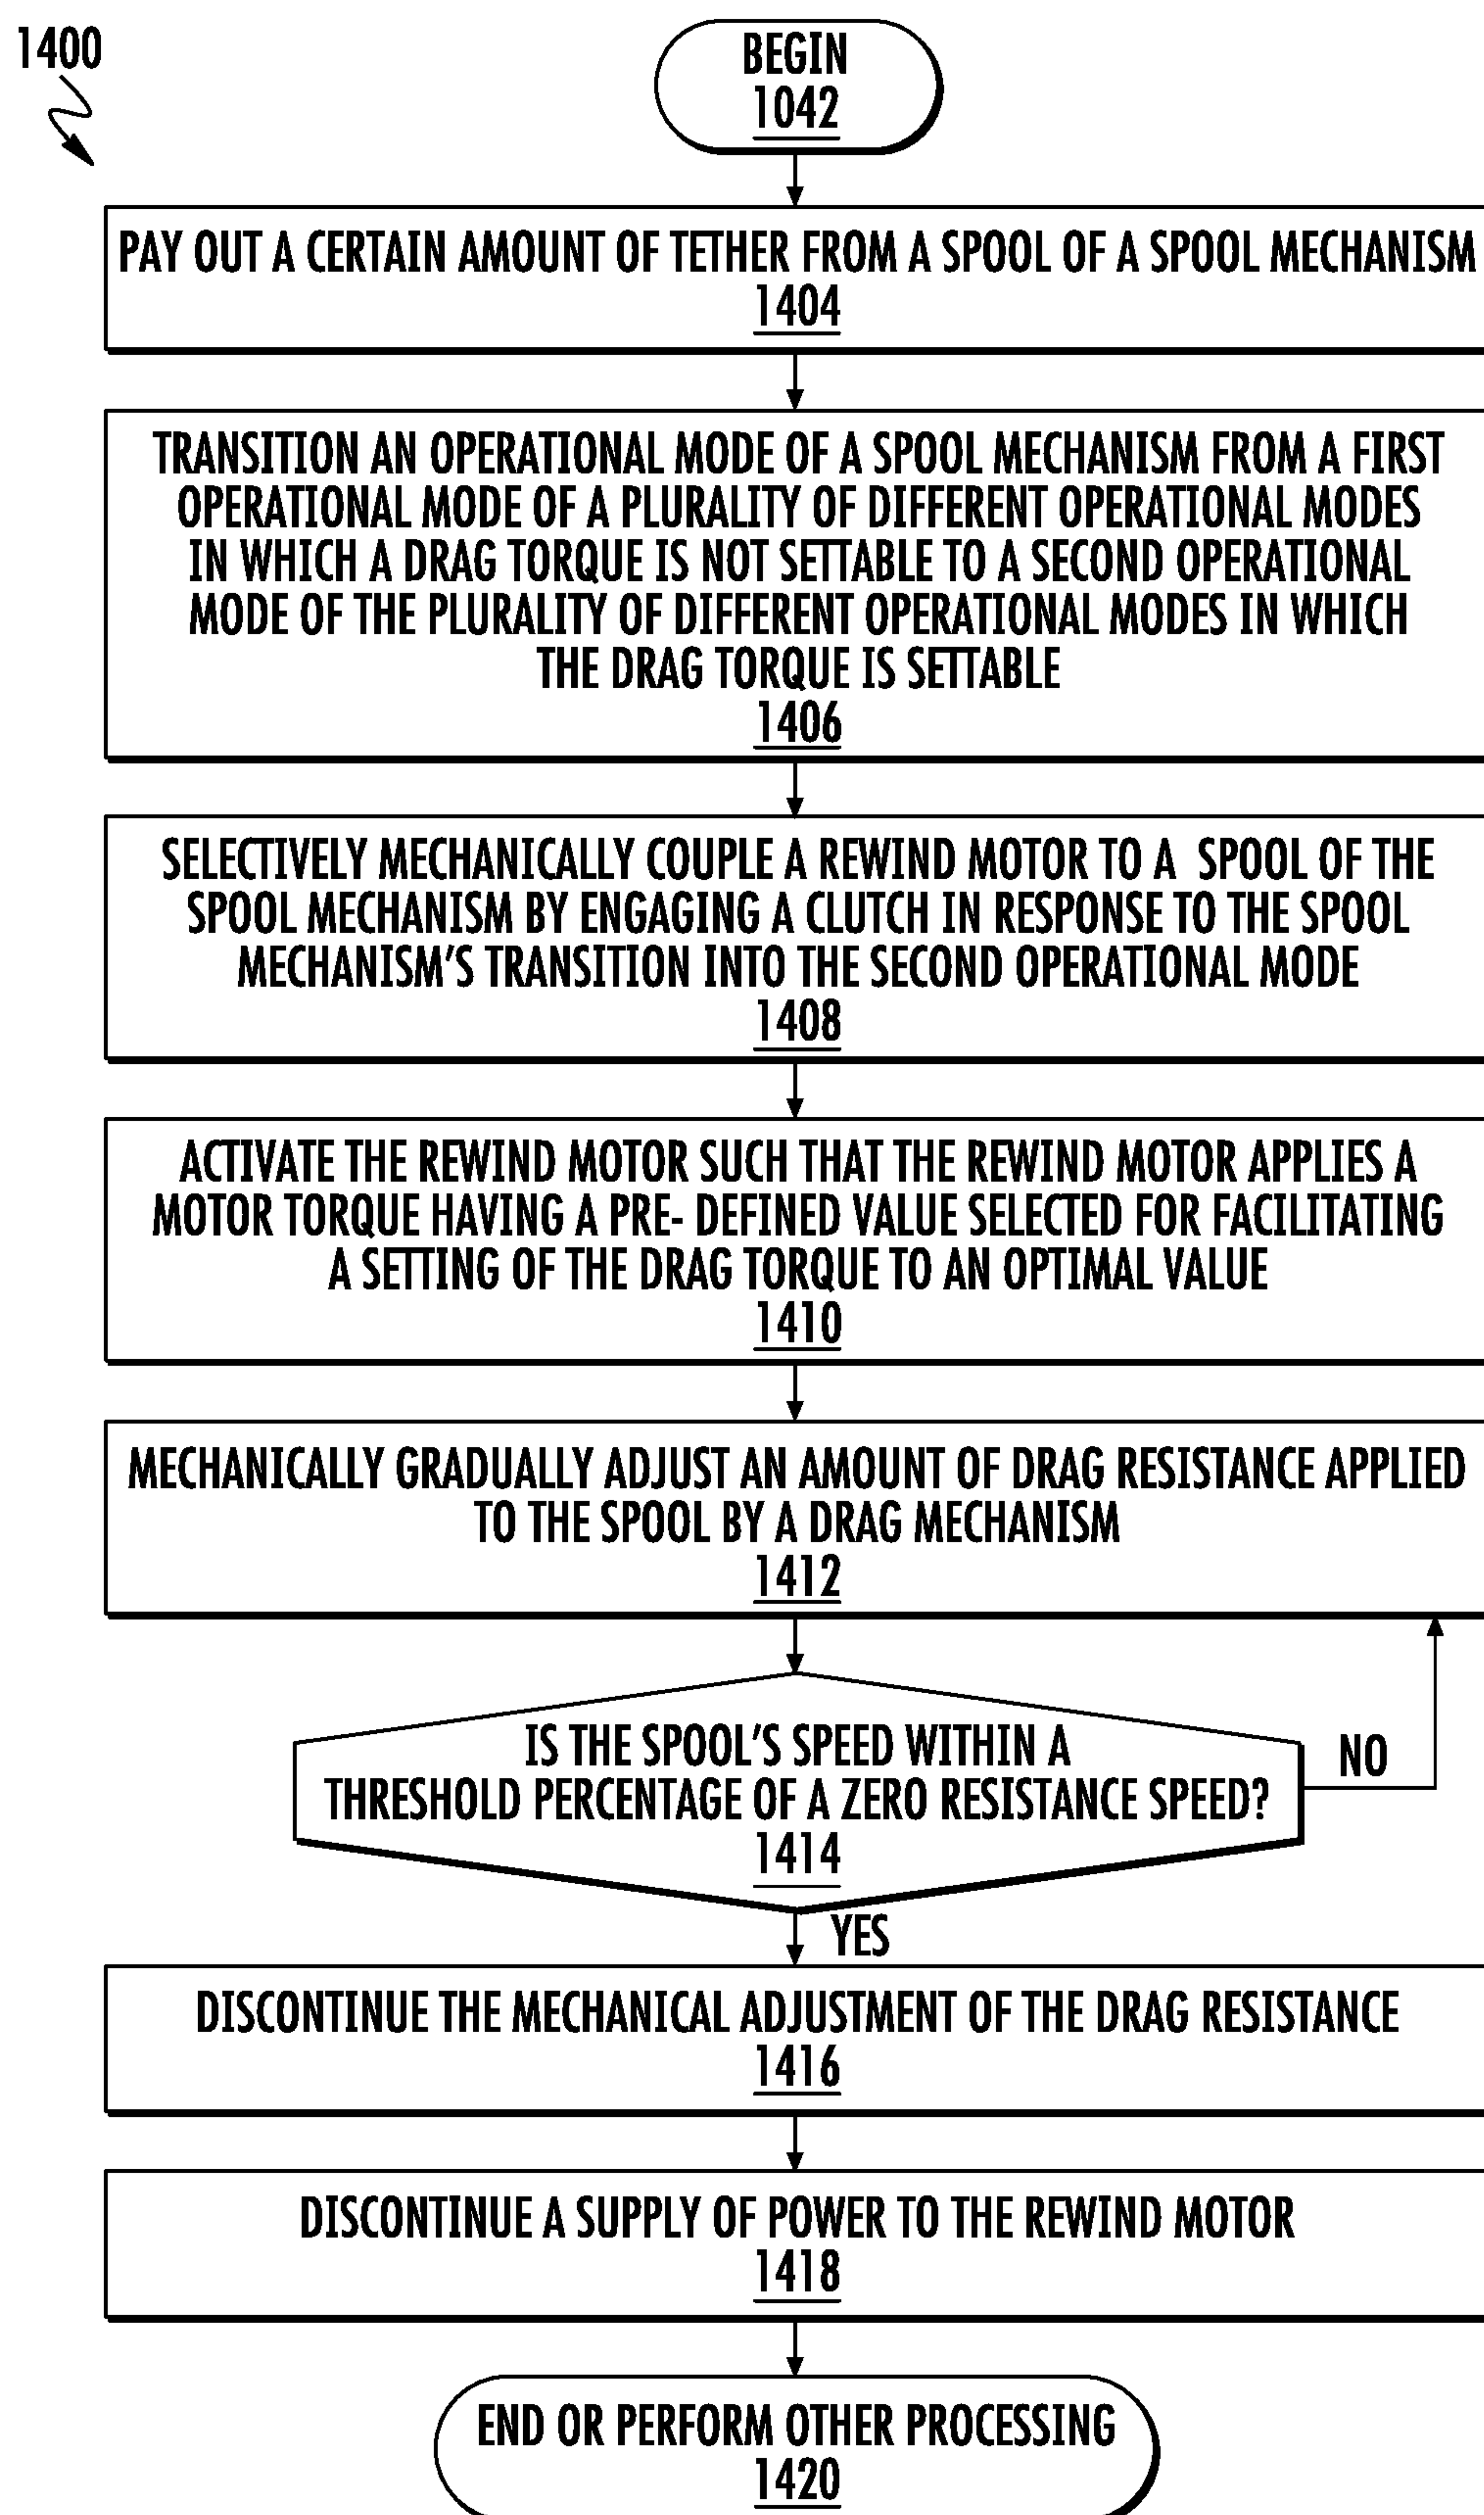 1400
BEGIN
1042
PAY OUT A CERTAIN AMOUNT OF TETHER FROM A SPOOL OF A SPOOL MECHANISM
1404
TRANSITION AN OPERATIONAL MODE OF A SPOOL MECHANISM FROM A FIRST
OPERATIONAL MODE OF A PLURALITY OF DIFFERENT OPERATIONAL MODES
IN WHICH A DRAG TORQUE IS NOT SETTABLE TO A SECOND OPERATIONAL
MODE OF THE PLURALITY OF DIFFERENT OPERATIONAL MODES IN WHICH
THE DRAG TORQUE IS SETTABLE
1406
SELECTIVELY MECHANICALLY COUPLE A REWIND MOTOR TO A SPOOL OF THE
SPOOL MECHANISM BY ENGAGING A CLUTCH IN RESPONSE TO THE SPOOL
MECHANISM'S TRANSITION INTO THE SECOND OPERATIONAL MODE
1408
ACTIVATE THE REWIND MOTOR SUCH THAT THE REWIND MOTOR APPLIES A
MOTOR TORQUE HAVING A PRE- DEFINED VALUE SELECTED FOR FACILITATING
A SETTING OF THE DRAG TORQUE TO AN OPTIMAL VALUE
1410
MECHANICALLY GRADUALLY ADJUST AN AMOUNT OF DRAG RESISTANCE APPLIED
TO THE SPOOL BY A DRAG MECHANISM
1412
IS THE SPOOL'S SPEED WITHIN A
THRESHOLD PERCENTAGE OF A ZERO RESISTANCE SPEED?
1414
NO
YES
DISCONTINUE THE MECHANICAL ADJUSTMENT OF THE DRAG RESISTANCE
1416
DISCONTINUE A SUPPLY OF POWER TO THE REWIND MOTOR
1418
END OR PERFORM OTHER PROCESSING
1420